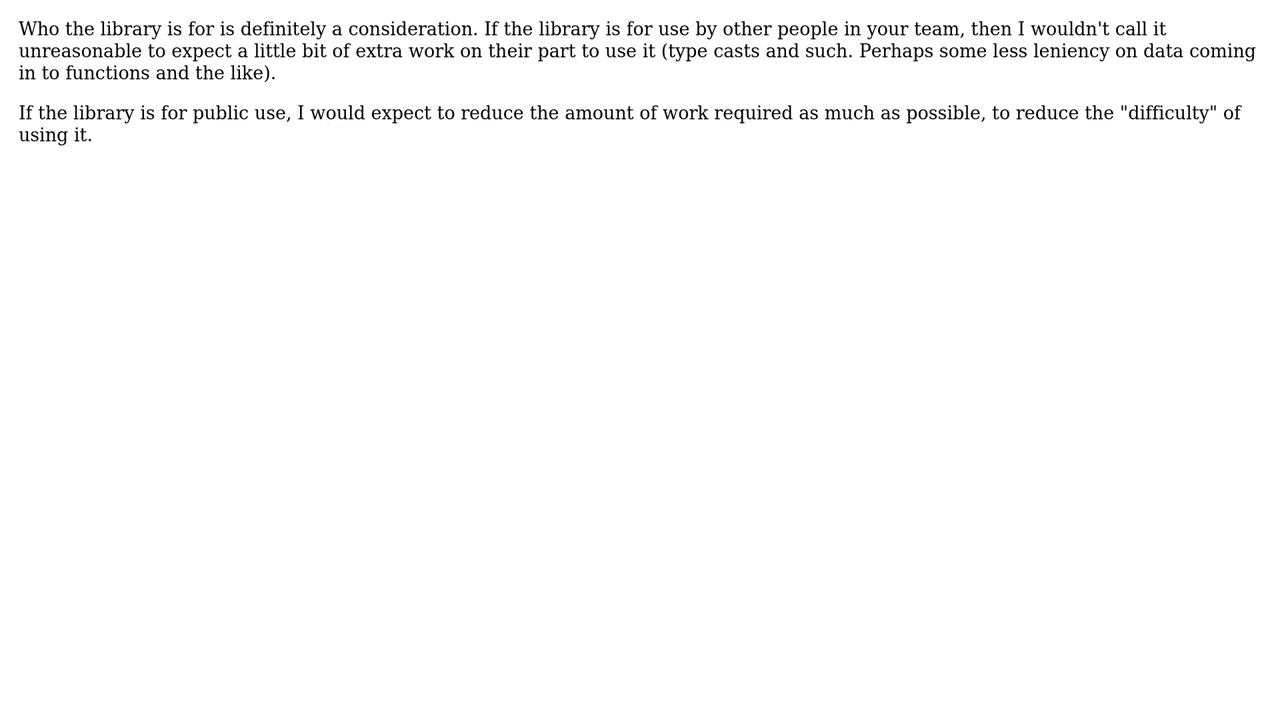 Who the library is for is definitely a consideration. If the library is for use by other people in your team, then I wouldn't call it
unreasonable to expect a little bit of extra work on their part to use it (type casts and such. Perhaps some less leniency on data coming
in to functions and the like).
If the library is for public use, I would expect to reduce the amount of work required as much as possible, to reduce the "difficulty" of
using it.